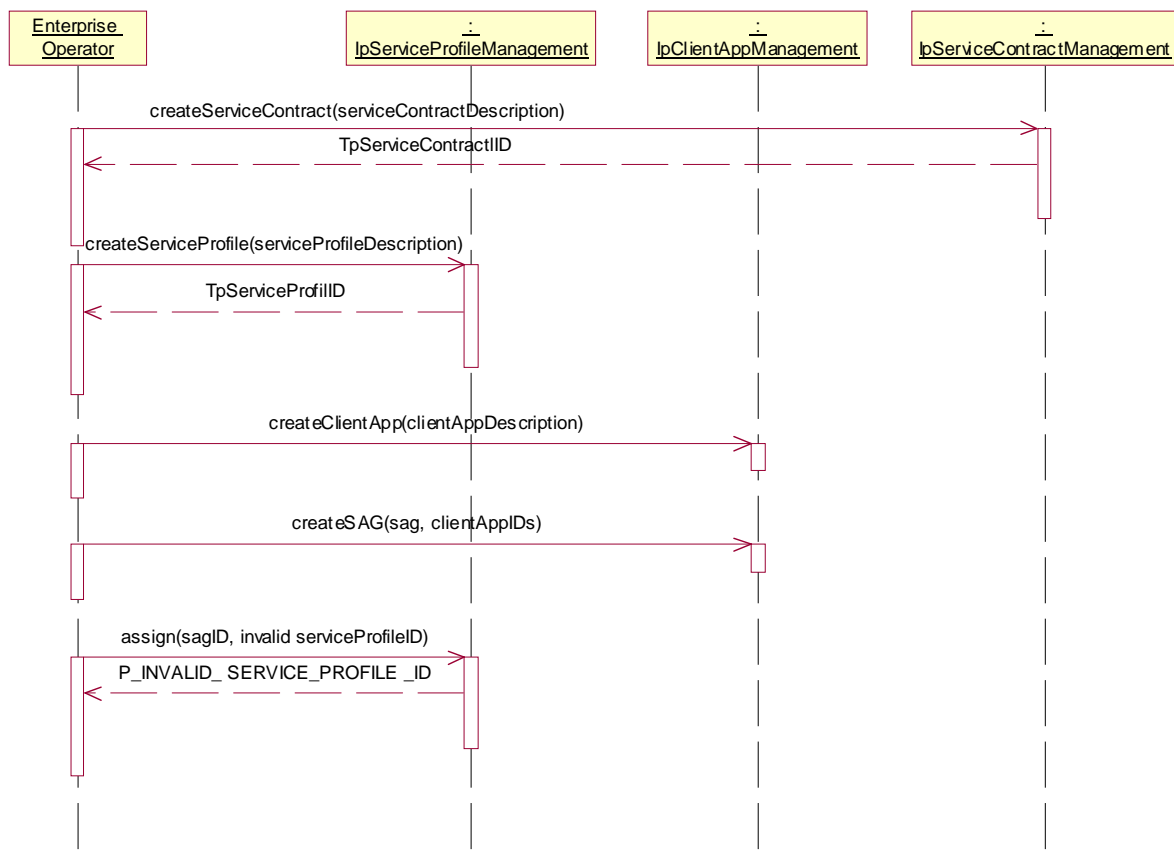 Enterprise
Operator
:
IpServiceProfileManagement
:
IpClientAppManagement
:
IpServiceContractManagement
createServiceContract(serviceContractDescription)
TpServiceContractIID
createServiceProfile(serviceProfileDescription)
TpServiceProfilID
createClientApp(clientAppDescription)
createSAG(sag, clientAppIDs)
assign(sagID, invalid serviceProfileID)
P_INVALID_ SERVICE_PROFILE _ID